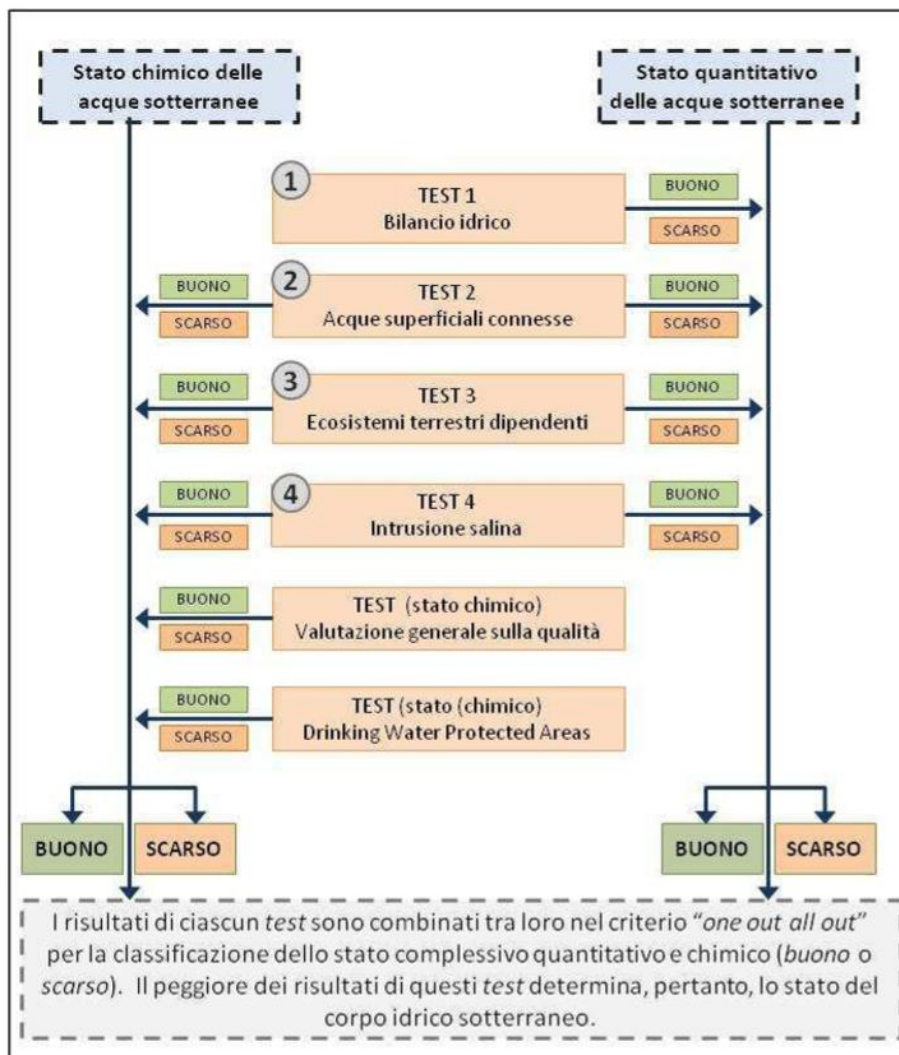 Stato chimico delle
acque sotterranee
Stato quantitativo
delle acque sotterranee
1
TEST 1
Bilancio idrico
BUONO
SCARSO
BUONO
SCARSO
2
TEST 2
Acque superficiali connesse
BUONO
SCARSO
BUONO
SCARSO
3
TEST 3
Ecosistemi terrestri dipendenti
BUONO
SCARSO
BUONO
SCARSO
4
TEST 4
Intrusione salina
BUONO
SCARSO
BUONO
SCARSO
TEST (stato chimico)
Valutazione generale sulla qualità
BUONO
SCARSO
TEST (stato (chimico)
Drinking Water Protected Areas
BUONO
SCARSO
BUONO
SCARSO
I risultati di ciascun test sono combinati tra loro nel criterio "one out all out"
per la classificazione dello stato complessivo quantitativo e chimico (buono o
scarso). Il peggiore dei risultati di questi test determina, pertanto, lo stato del
corpo idrico sotterraneo.